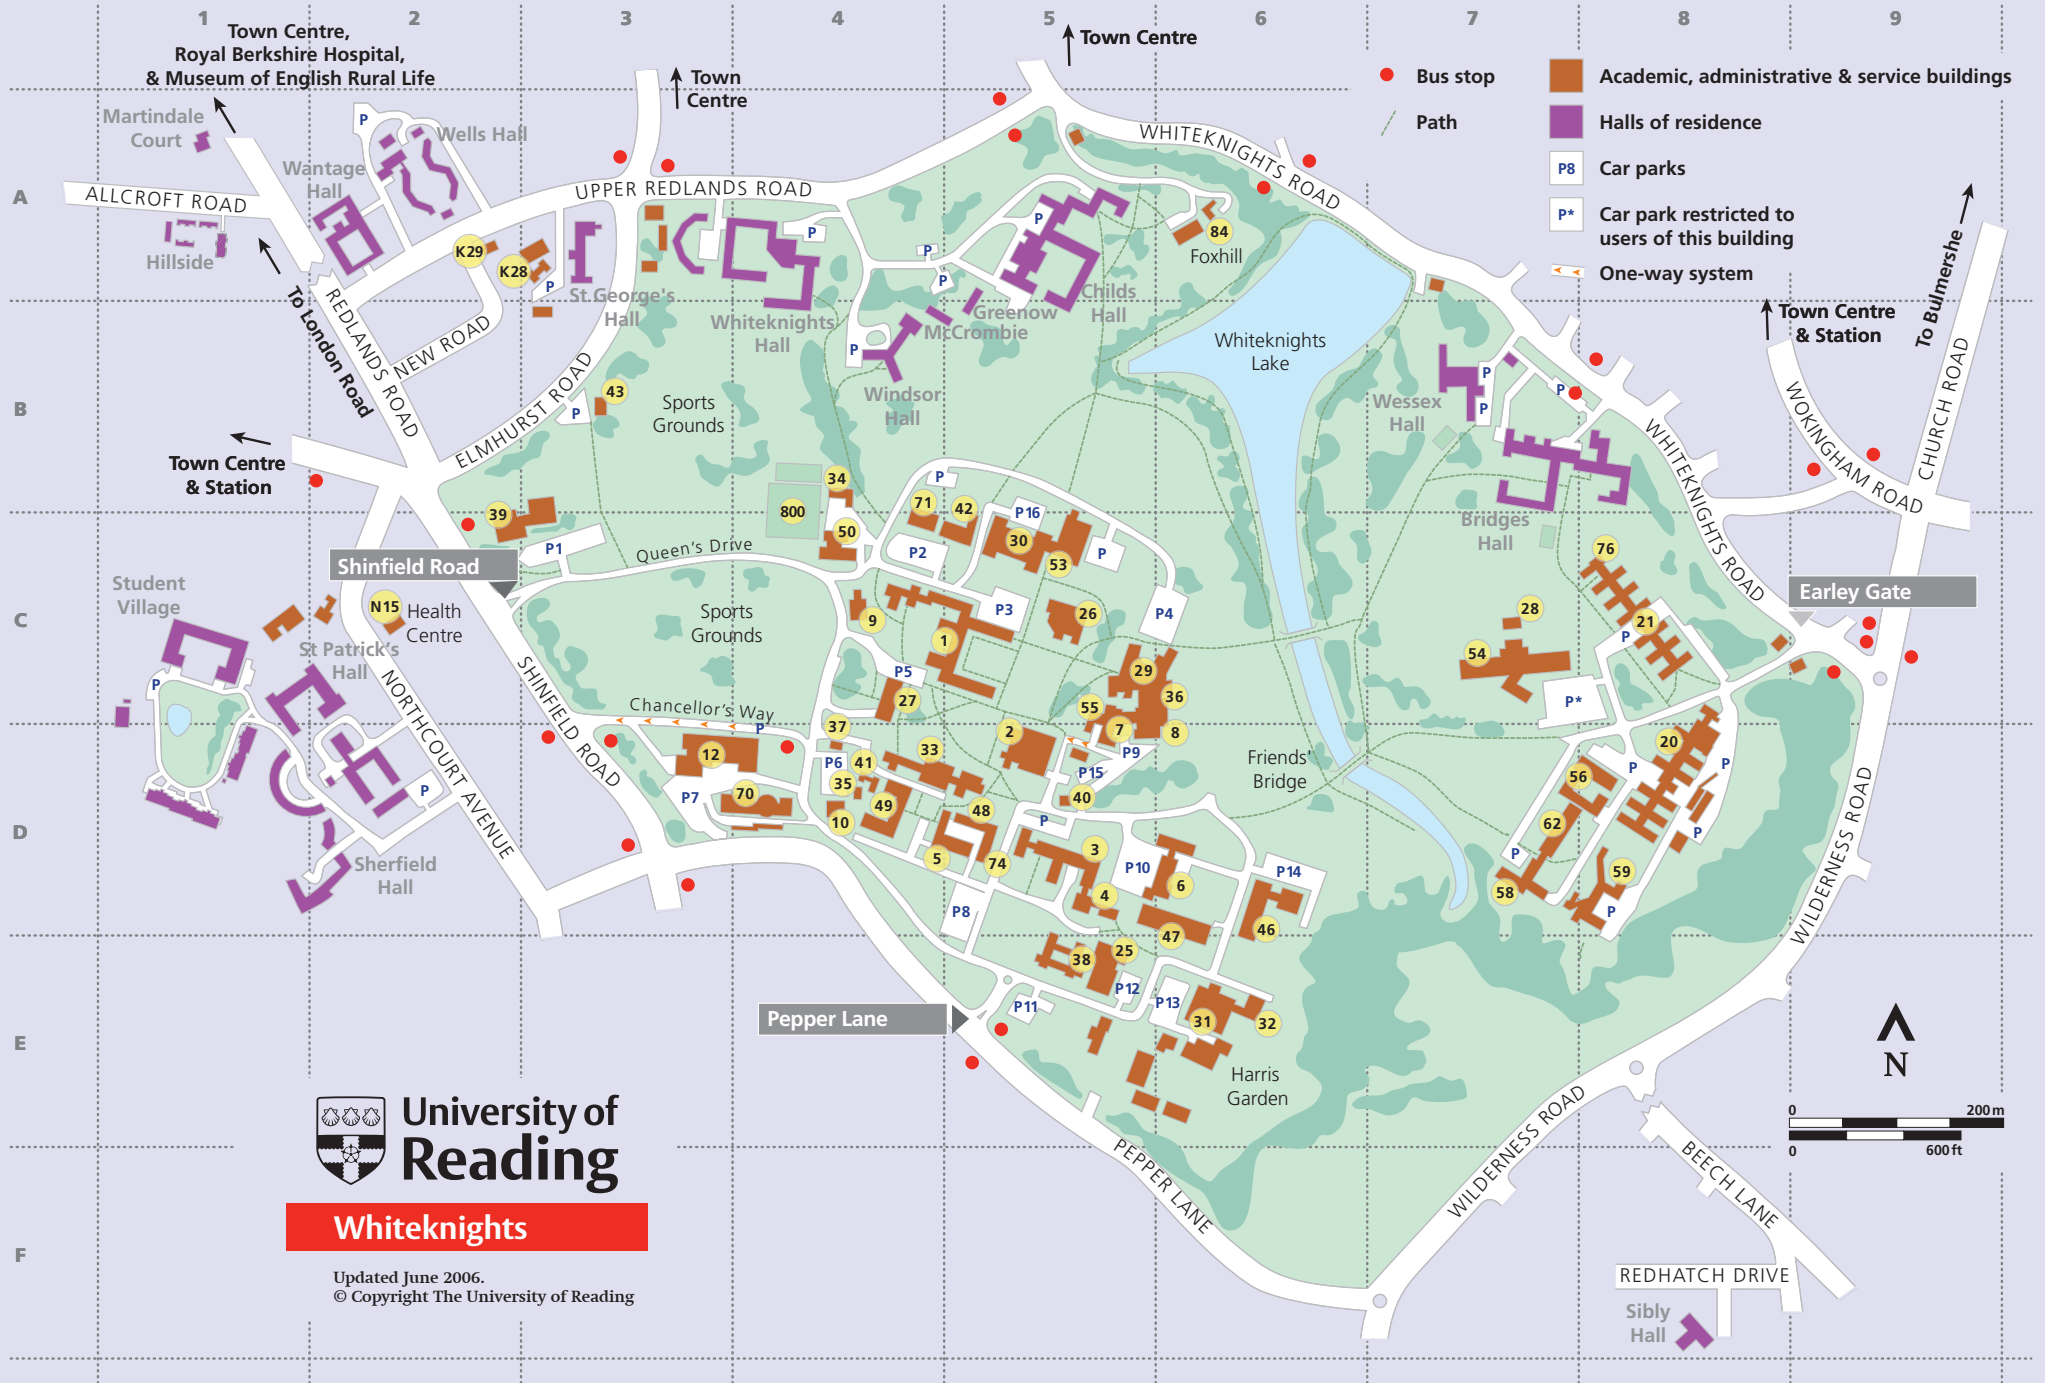 1 2 3 4 5 6 7 8 9
Town Centre,
Royal Berkshire Hospital,
& Museum of English Rural Life
Town
Centre
Town Centre
Bus stop
Path
Academic, administrative & service buildings
Halls of residence
P8 Car parks
P* Car park restricted to
users of this building
One-way system
A
Martindale
Court
Wells Hall
P
Wantage
Hall
ALLCROFT ROAD
Hillside
UPPER REDLANDS ROAD
WHITEKNIGHTS ROAD
K29
K28
P
St George's
Hall
P
Whiteknights
Hall
P
P
P
84
Foxhill
Childs
Hall
Greenow
McCrombie
To London Road
REDLANDS ROAD
NEW ROAD
ELMHURST ROAD
To Bulmershe
Town Centre
& Station
B
43
P
Sports
Grounds
P
Windsor
Hall
Whiteknights
Lake
Wessex
Hall
P
P
P
WHITEKNIGHTS ROAD
WOKINGHAM ROAD
CHURCH ROAD
Town Centre
& Station
39
34
800
50
71
42
P
P16
Bridges
Hall
P1
Queen's Drive
P2
30
53
P
76
Shinfield Road
Earley Gate
Student
Village
C
N15
Health
Centre
Sports
Grounds
9
1
P3
26
P4
28
21
P
54
St Patrick's
Hall
P
P5
27
29
36
P*
WHITEKNIGHTS ROAD
NORTHCOURT AVENUE
SHINFIELD ROAD
Chancellor's Way
P
37
33
2
55
7
8
P9
Friends'
Bridge
20
12
P6
41
35
P15
56
P
P
P
P7
70
10
49
48
40
D
P
5
74
3
P10
6
P14
62
P
P
58
59
P
Sherfield
Hall
4
P8
47
46
WILDERNESS ROAD
38
25
P12
P13
P11
Pepper Lane
31
32
E
Harris
Garden
N
0 200 m
0 600 ft
University of
Reading
Whiteknights
PEPPER LANE
WILDERNESS ROAD
BEECH LANE
F
Updated June 2006.
© Copyright The University of Reading
REDHATCH DRIVE
Sibly
Hall